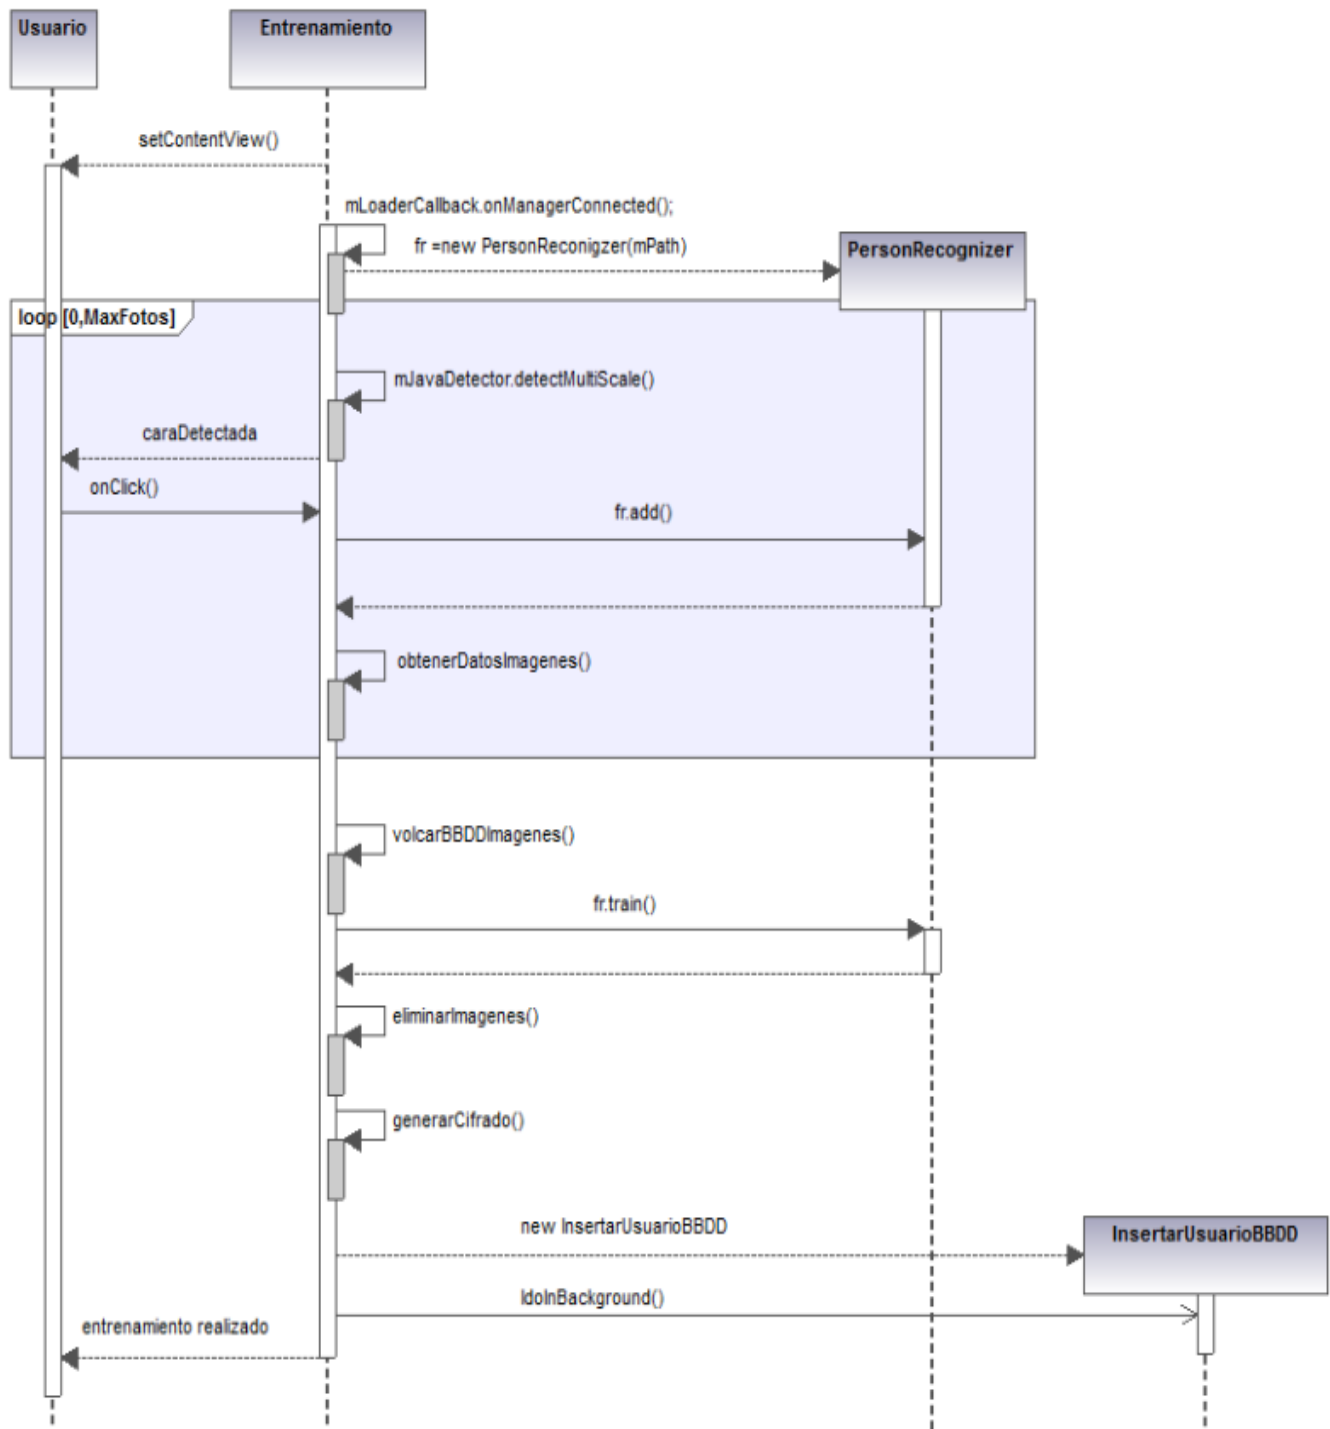 Usuario
Entrenamiento
setContentView()
mLoaderCallback.onManagerConnected();
fr =new PersonReconigzer(mPath)
PersonRecognizer
loop [0,MaxFotos]
mJavaDetector.detectMultiScale()
caraDetectada
onClick()
fr.add()
obtenerDatosImagenes()
volcarBBDDImagenes()
fr.train()
eliminarImagenes()
generarCifrado()
new InsertarUsuarioBBDD
InsertarUsuarioBBDD
IdoInBackground()
entrenamiento realizado